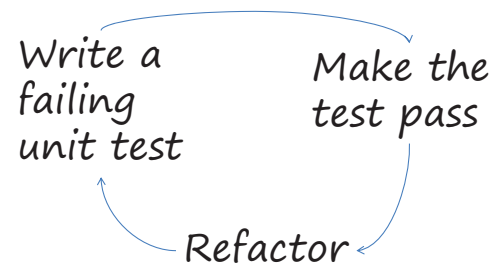 Write a
failing
unit test
Make the
test pass
Refactor